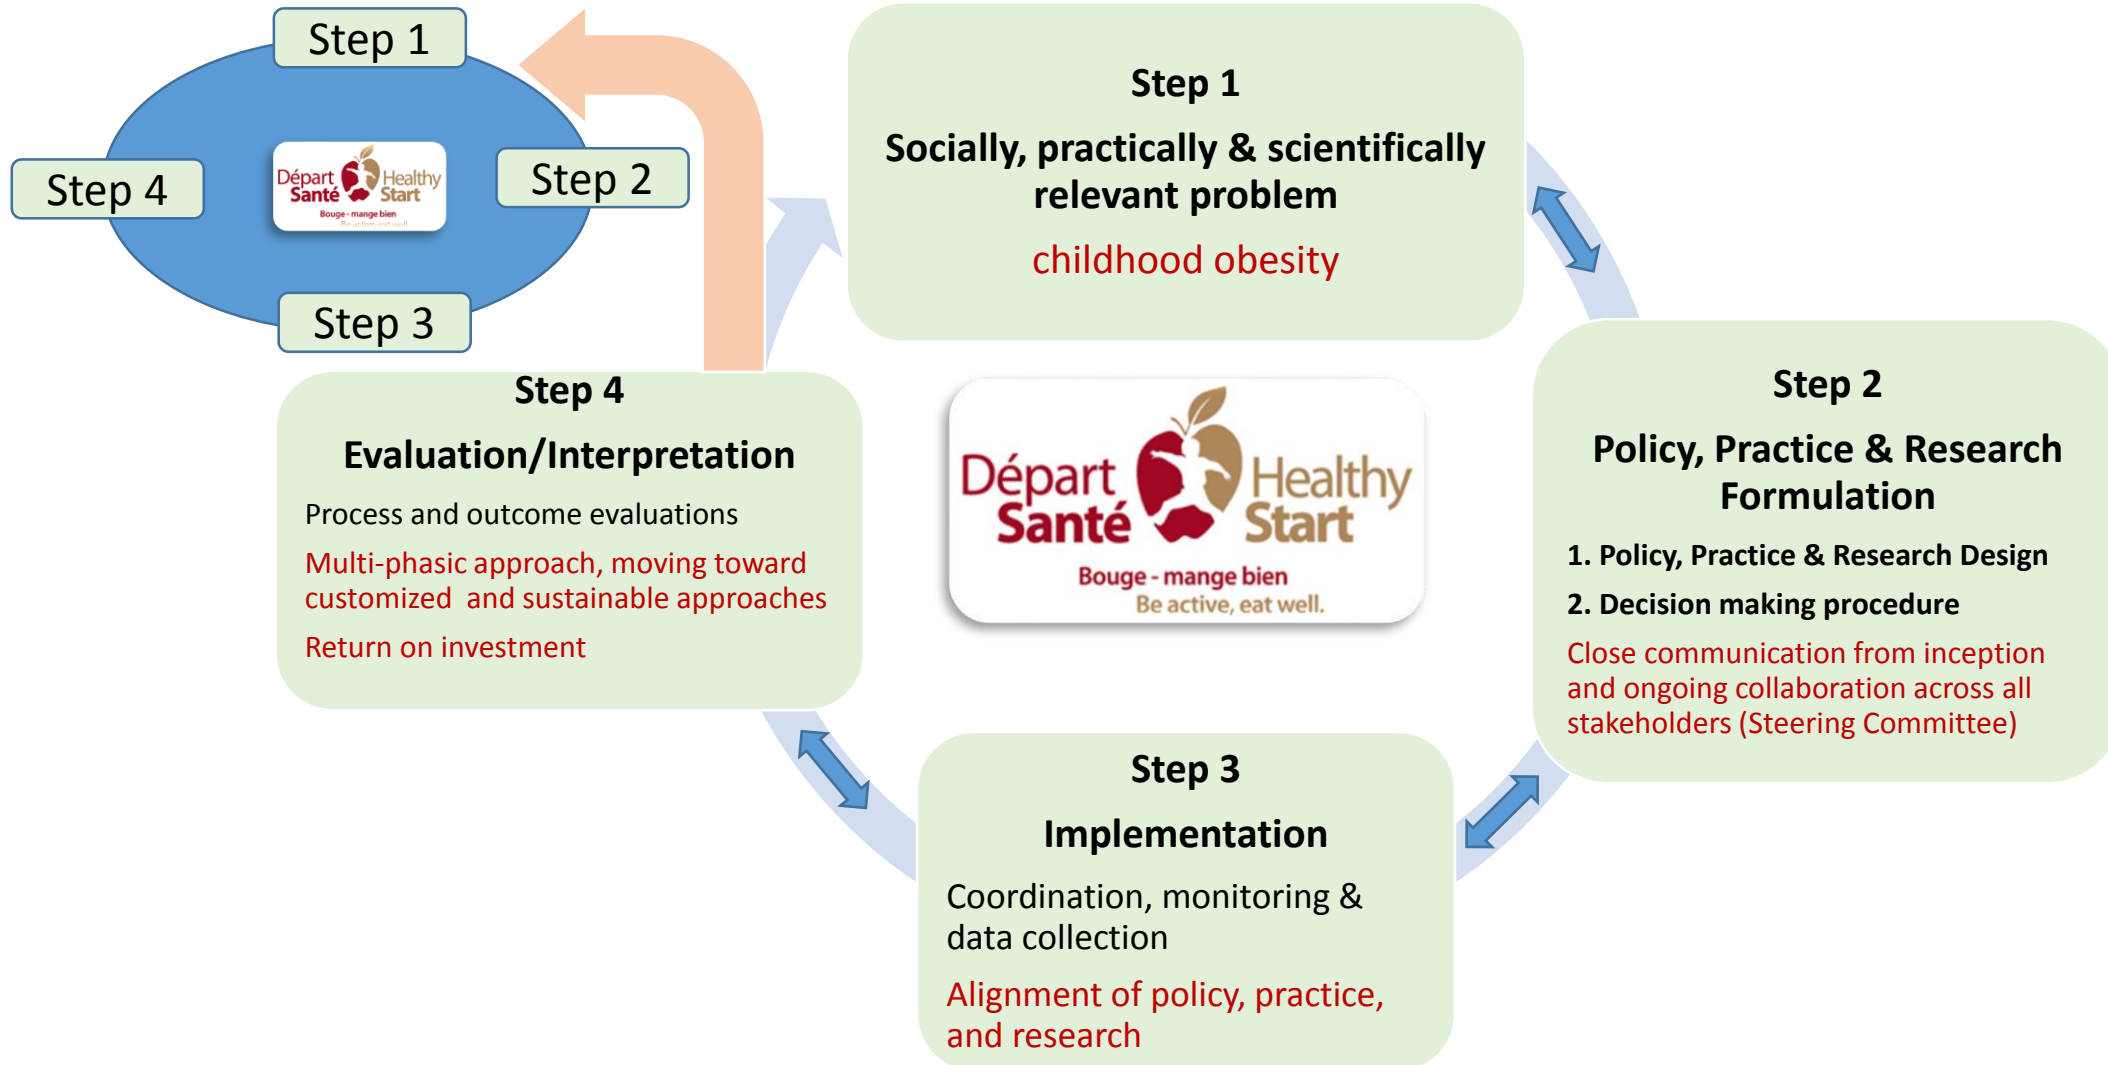 Step 1
Step 4
Départ
Santé
Healthy
Start
Bouge - mange bien
Be active, eat well.
Step 2
Step 3
Step 1
Socially, practically & scientifically
relevant problem
childhood obesity
Step 2
Policy, Practice & Research
Formulation
1. Policy, Practice & Research Design
2. Decision making procedure
Close communication from inception
and ongoing collaboration across all
stakeholders (Steering Committee)
Step 3
Implementation
Coordination, monitoring &
data collection
Alignment of policy, practice,
and research
Step 4
Evaluation/Interpretation
Process and outcome evaluations
Multi-phasic approach, moving toward
customized  and sustainable approaches
Return on investment
Départ
Santé
Healthy
Start
Bouge - mange bien
Be active, eat well.